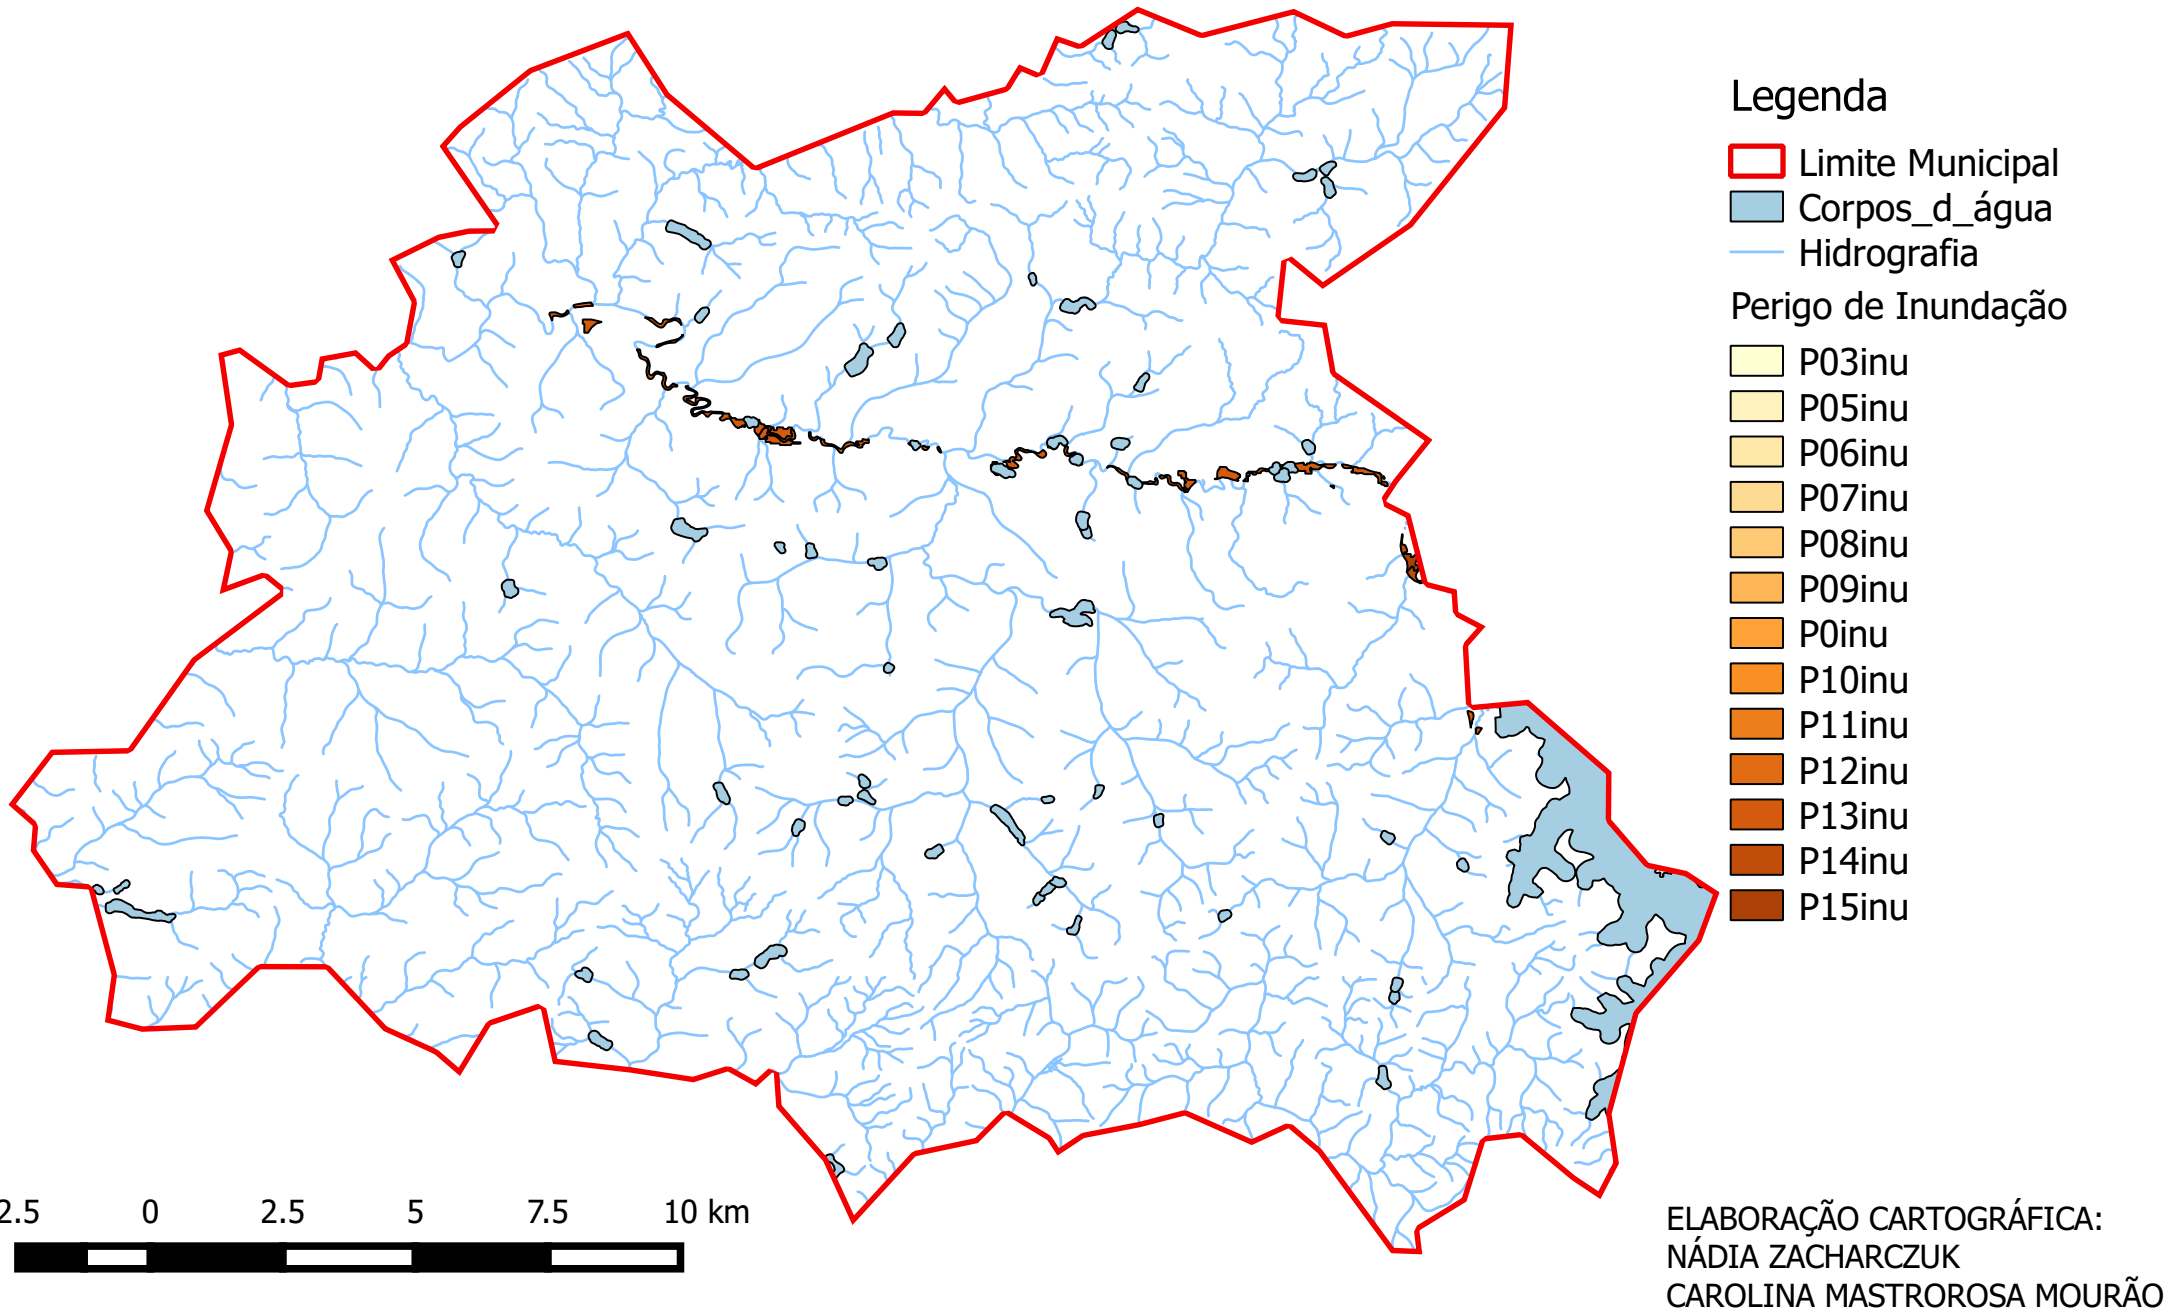 Legenda
Limite Municipal
Corpos_d_água
Hidrografia
Perigo de Inundação
P03inu
P05inu
P06inu
P07inu
P08inu
P09inu
P0inu
P10inu
P11inu
P12inu
P13inu
P14inu
P15inu
2.5 0 2.5 5 7.5 10 km
ELABORAÇÃO CARTOGRÁFICA:
NÁDIA ZACHARCZUK
CAROLINA MASTROROSA MOURÃO